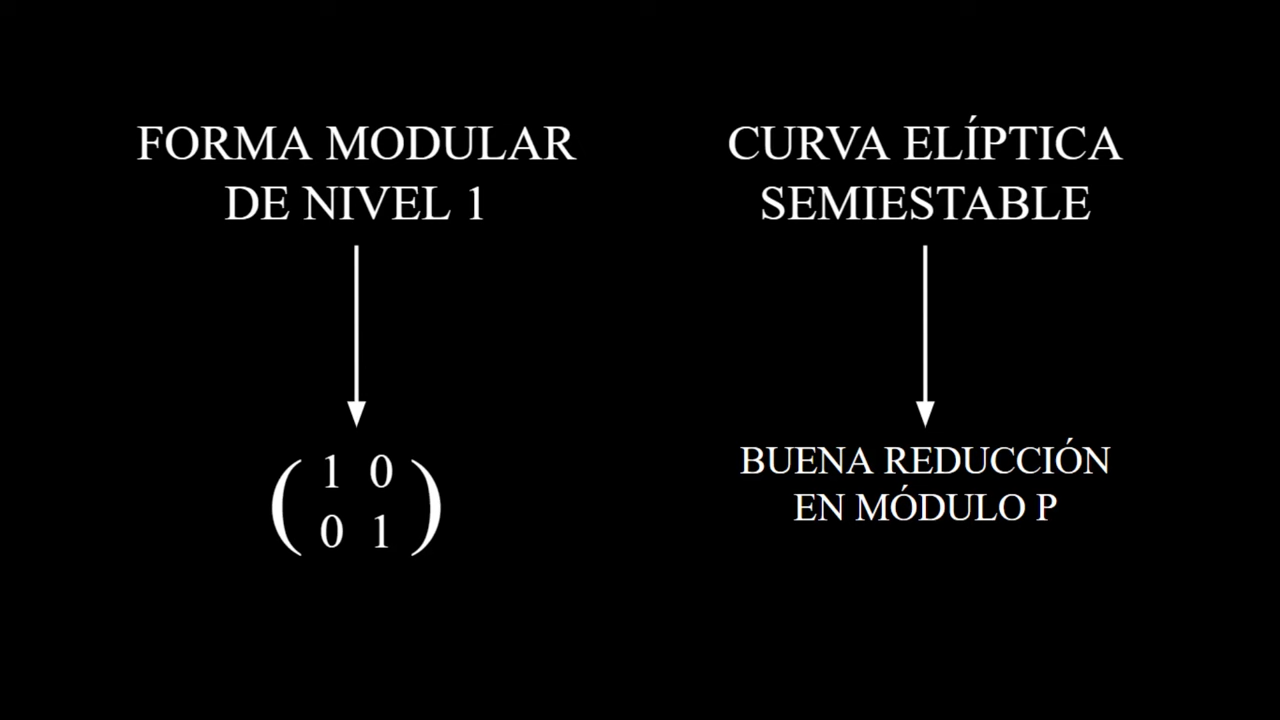 FORMA MODULAR
DE NIVEL 1
CURVA ELÍPTICA
SEMIESTABLE
1 0
0 1
BUENA REDUCCIÓN
EN MÓDULO P